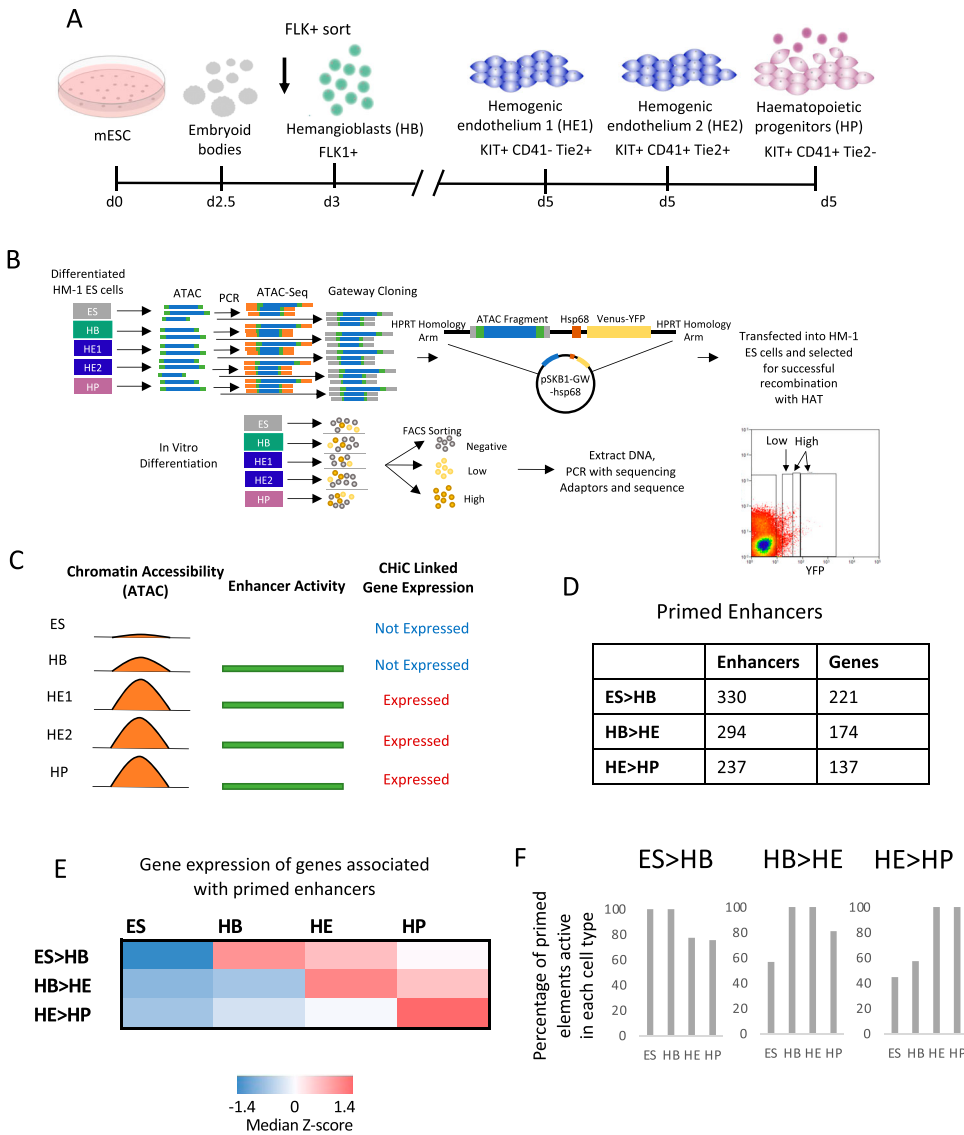 A
FLK+ sort
mESC
Embryoid
bodies
Hemangioblasts (HB)
FLK1+
Hemogenic
endothelium 1 (HE1)
KIT+ CD41- Tie2+
Hemogenic
endothelium 2 (HE2)
KIT+ CD41+ Tie2+
Haematopoietic
progenitors (HP)
KIT+ CD41+ Tie2-
d0
d2.5
d3
d5
d5
d5
B
Differentiated
HM-1 ES cells
ATAC
PCR
ATAC-Seq
Gateway Cloning
ES
HB
HE1
HE2
HP
HPRT Homology
Arm
ATAC Fragment
Hsp68
Venus-YFP
HPRT Homology
Arm
pSKB1-GW
-hsp68
Transfected into HM-1
ES cells and selected
for successful
recombination
with HAT
In Vitro
Differentiation
ES
HB
HE1
HE2
HP
FACS Sorting
Negative
Low
High
Extract DNA,
PCR with sequencing
Adaptors and sequence
Low
High
YFP
C
Chromatin Accessibility
(ATAC)
Enhancer Activity
CHiC Linked
Gene Expression
ES
Not Expressed
HB
Not Expressed
HE1
Expressed
HE2
Expressed
HP
Expressed
D
Primed Enhancers
Enhancers
Genes
ES>HB
330
221
HB>HE
294
174
HE>HP
237
137
E
Gene expression of genes associated
with primed enhancers
ES
HB
HE
HP
ES>HB
HB>HE
HE>HP
-1.4
0
1.4
Median Z-score
F
ES>HB
HB>HE
HE>HP
Percentage of primed
elements active
in each cell type
100
80
60
40
20
0
ES HB HE HP
100
80
60
40
20
0
ES HB HE HP
100
80
60
40
20
0
ES HB HE HP